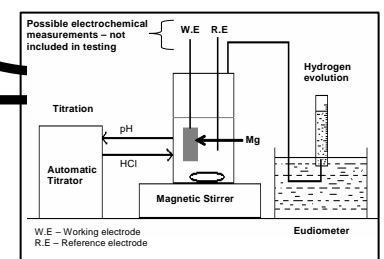 Possible electrochemical
measurements – not
included in testing
W.E R.E
Hydrogen
evolution
Titration
pH
Mg
HCl
Automatic
Titrator
Magnetic Stirrer
W.E – Working electrode
R.E – Reference electrode
Eudiometer